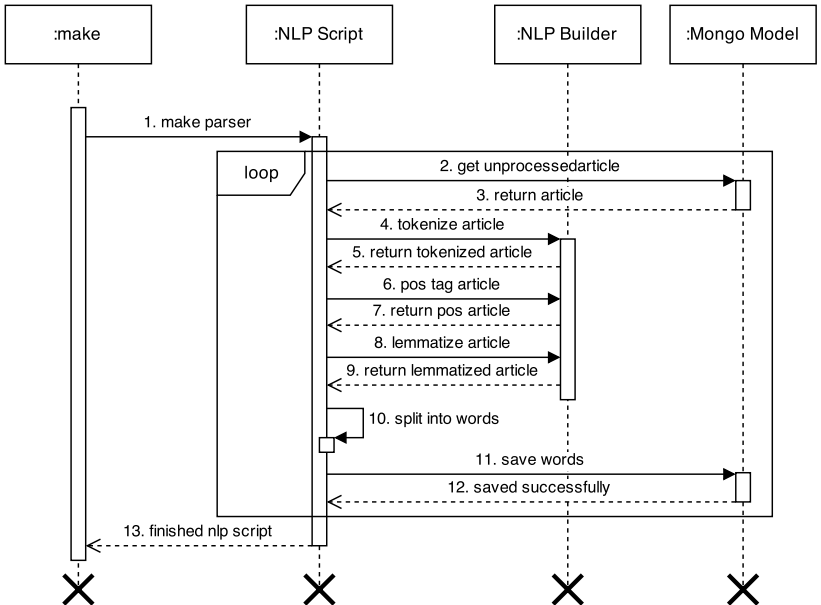 :make
:NLP Script
:NLP Builder
:Mongo Model
1. make parser
loop
2. get unprocessedarticle
3. return article
4. tokenize article
5. return tokenized article
6. pos tag article
7. return pos article
8. lemmatize article
9. return lemmatized article
10. split into words
11. save words
12. saved successfully
13. finished nlp script